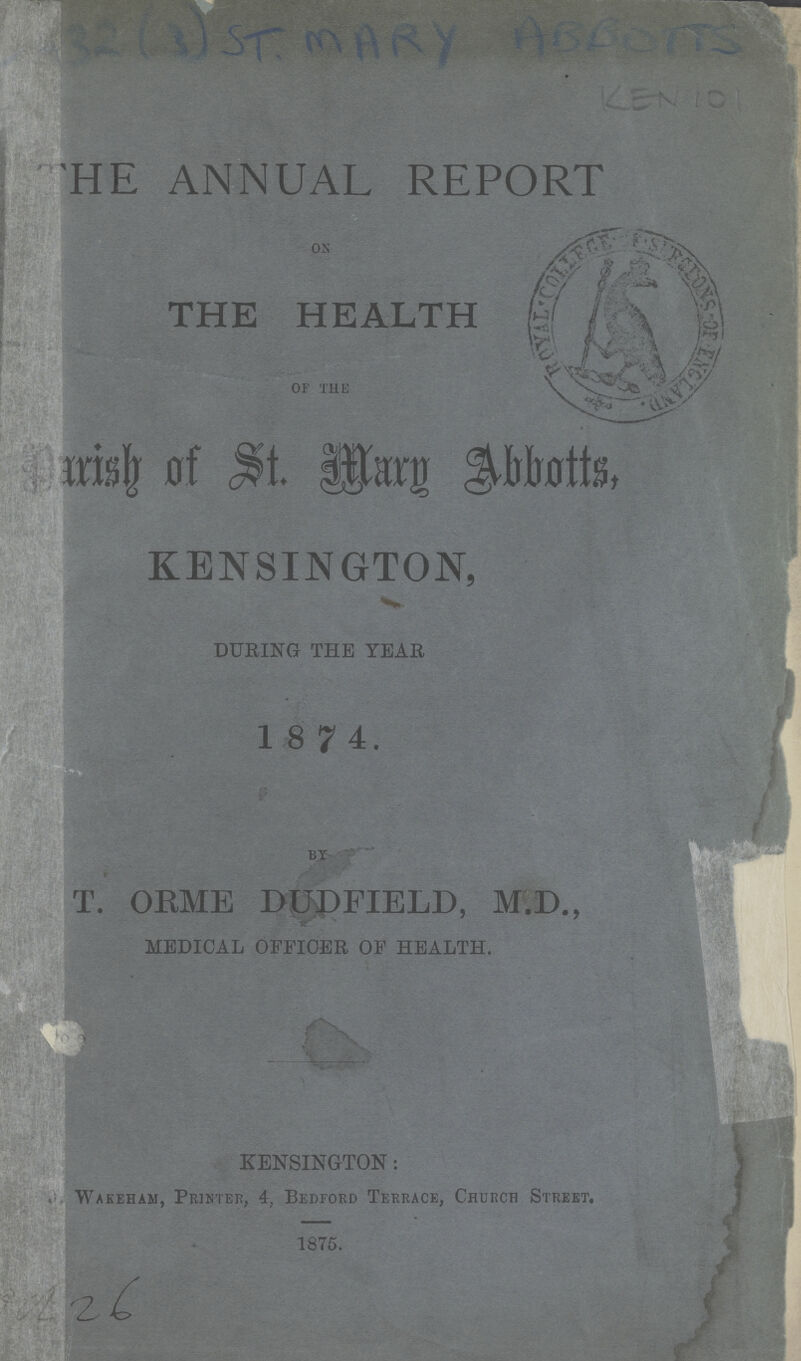 32 (3) ST. MARY ABBOTTS
KEN 101
THE ANNUAL REPORT
ON
THE HEALTH
ROYAL · COLLEGE · OF · SURGEONS · OF ENGLAND.
OF THE
arish of St. Mary Abbotts,
KENSINGTON,
DURING THE YEAR
1874.
BY
T. ORME DUDFIELD, M.D.,
MEDICAL OFFICER OF HEALTH.
KENSINGTON:
WAKEHAM, PRINTER, 4, BEDFORD TERRACE, CHURCH STREET.
1875.
26